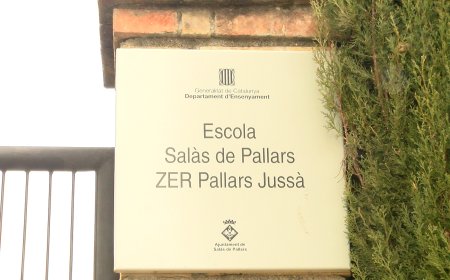 Generalitat de Catalunya
Departament d'Ensenyament
Escola
Salàs de Pallars
ZER Pallars Jussà
Ajuntament de
Salàs de Pallars